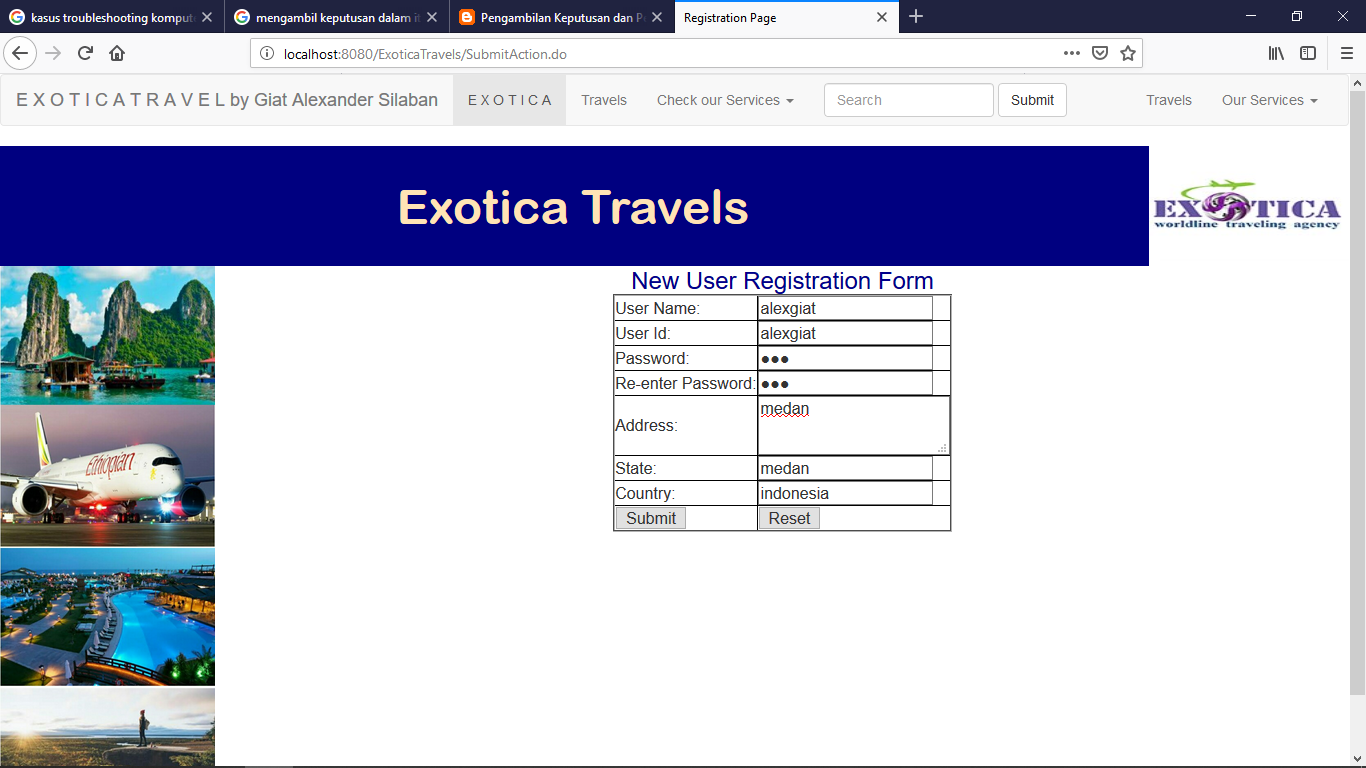 kasus troubleshooting komput
mengambil keputusan dalam it
Pengambilan Keputusan dan P
Registration Page
localhost:8080/ExoticaTravels/SubmitAction.do
E X O T I C A T R A V E L by Giat Alexander Silaban
E X O T I C A
Travels
Check our Services
Search
Submit
Travels
Our Services
Exotica Travels
EXOTICA
worldline traveling agency
Ethiopian
New User Registration Form
User Name: alexgiat
User Id: alexgiat
Password: ●●●
Re-enter Password: ●●●
Address: medan
State: medan
Country: indonesia
Submit Reset